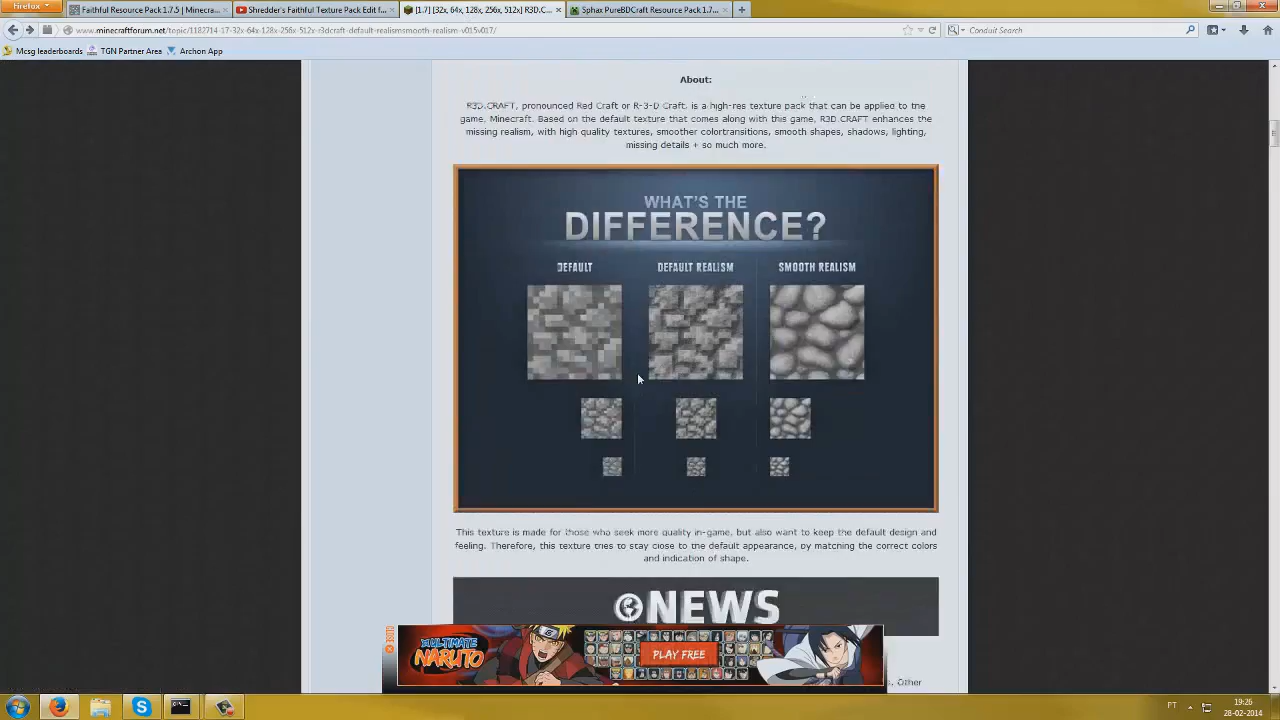 Firefox
Faithful Resource Pack 1.7.5 | Minecra...
Shredder's Faithful Texture Pack Edit f...
[1.7] [32x, 64x, 128x, 256x, 512x] R3D.C...
Sphax PureBDCraft Resource Pack 1.7...
www.minecraftforum.net/topic/1182714-17-32x-64x-128x-256x-512x-r3dcraft-default-realismsmooth-realism-v015v017/
Conduit Search
Mcsg leaderboards
TGN Partner Area
Archon App
About:
R3D.CRAFT, pronounced Red Craft or R-3-D Craft, is a high-res texture pack that can be applied to the
game, Minecraft. Based on the default texture that comes along with this game, R3D.CRAFT enhances the
missing realism, with high quality textures, smoother colortransitions, smooth shapes, shadows, lighting,
missing details + so much more.
WHAT'S THE
DIFFERENCE?
DEFAULT
DEFAULT REALISM
SMOOTH REALISM
This texture is made for those who seek more quality in-game, but also want to keep the default design and
feeling. Therefore, this texture tries to stay close to the default appearance, by matching the correct colors
and indication of shape.
NEWS
CLOSE X
ULTIMATE
NARUTO
PLAY FREE
s. Other
PT
19:26
28-02-2014